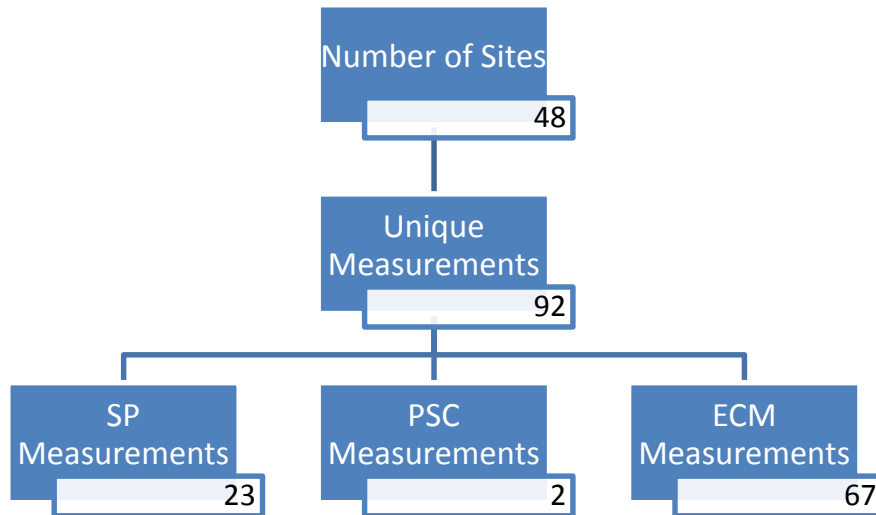 Number of Sites
48
Unique
Measurements
92
SP
Measurements
23
PSC
Measurements
2
ECM
Measurements
67